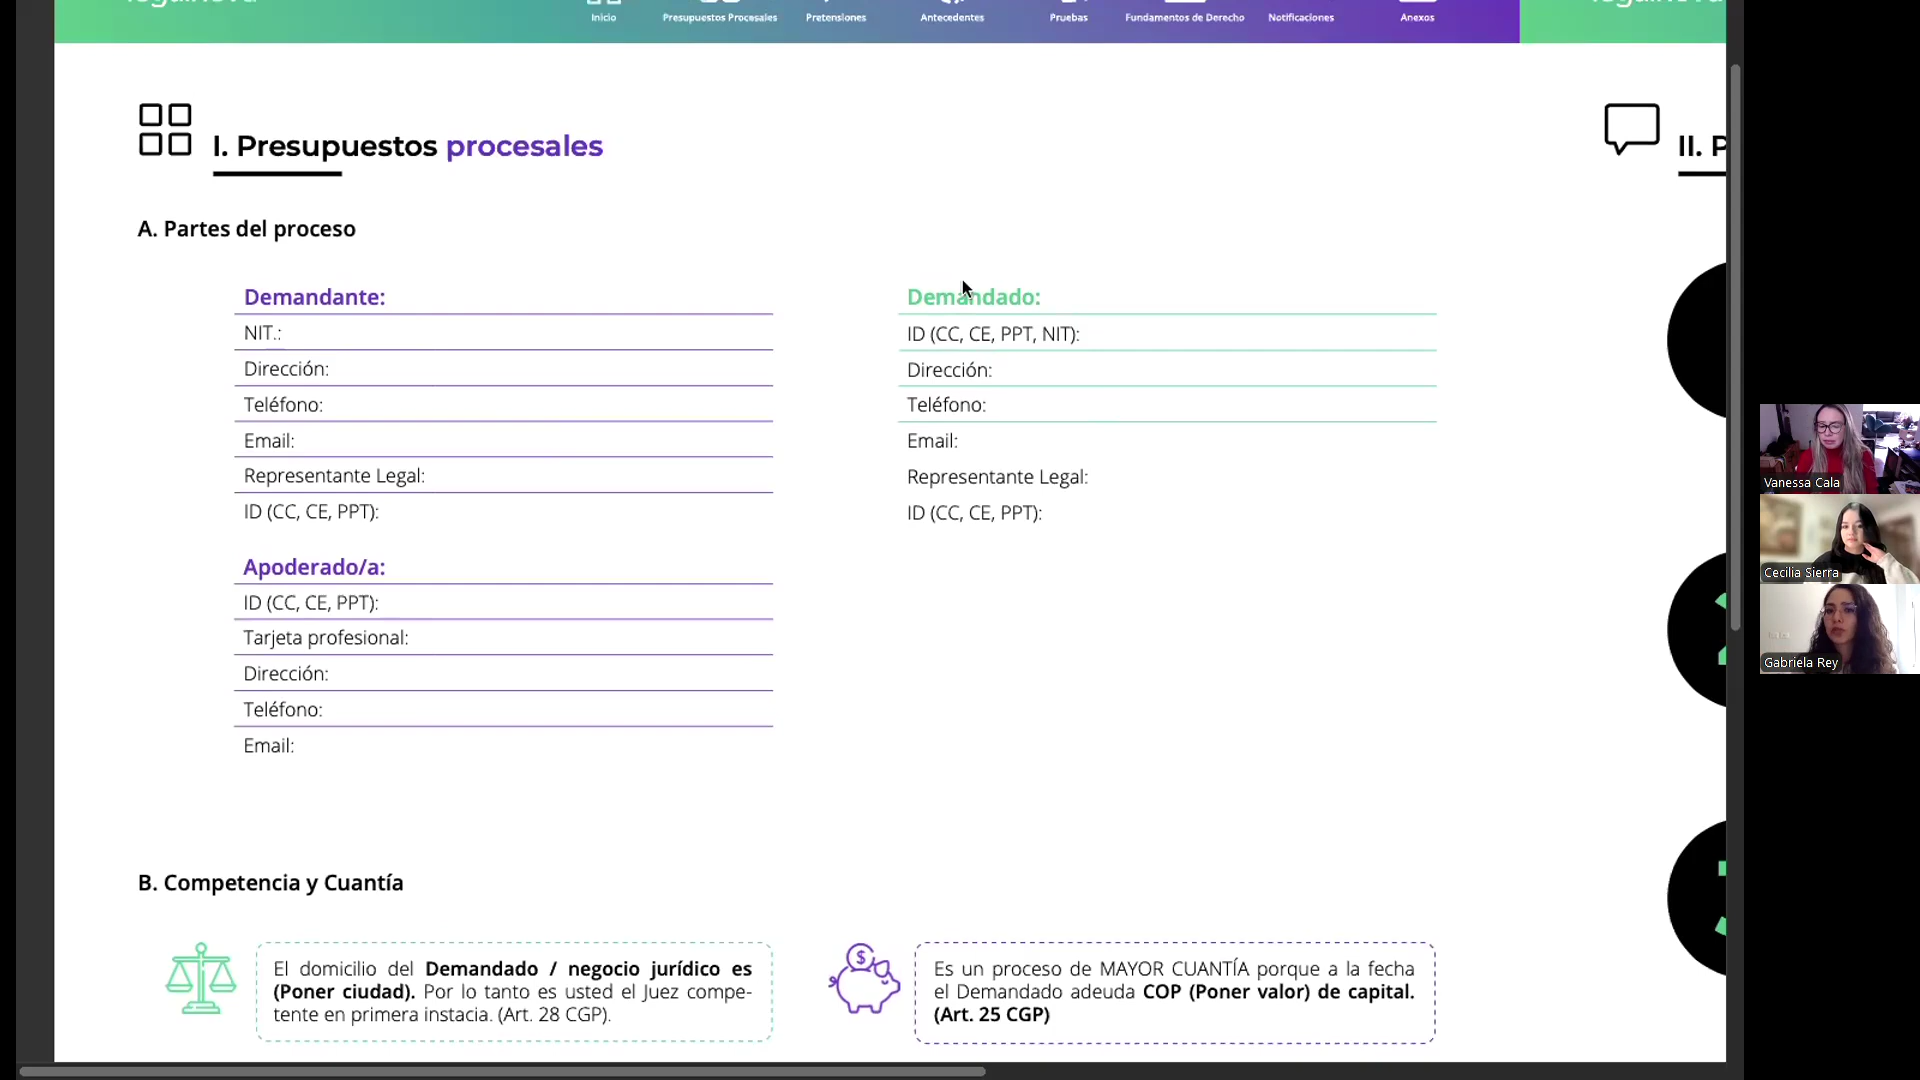 Inicio
Presupuestos Procesales
Pretensiones
Antecedentes
Pruebas
Fundamentos de Derecho
Notificaciones
Anexos
I. Presupuestos procesales
II. P
A. Partes del proceso
Demandante:
NIT.:
Dirección:
Teléfono:
Email:
Representante Legal:
ID (CC, CE, PPT):
Apoderado/a:
ID (CC, CE, PPT):
Tarjeta profesional:
Dirección:
Teléfono:
Email:
Demandado:
ID (CC, CE, PPT, NIT):
Dirección:
Teléfono:
Email:
Representante Legal:
ID (CC, CE, PPT):
B. Competencia y Cuantía
El domicilio del Demandado / negocio jurídico es
(Poner ciudad). Por lo tanto es usted el Juez compe-
tente en primera instacia. (Art. 28 CGP).
Es un proceso de MAYOR CUANTÍA porque a la fecha
el Demandado adeuda COP (Poner valor) de capital.
(Art. 25 CGP)
Vanessa Cala
Cecilia Sierra
Gabriela Rey